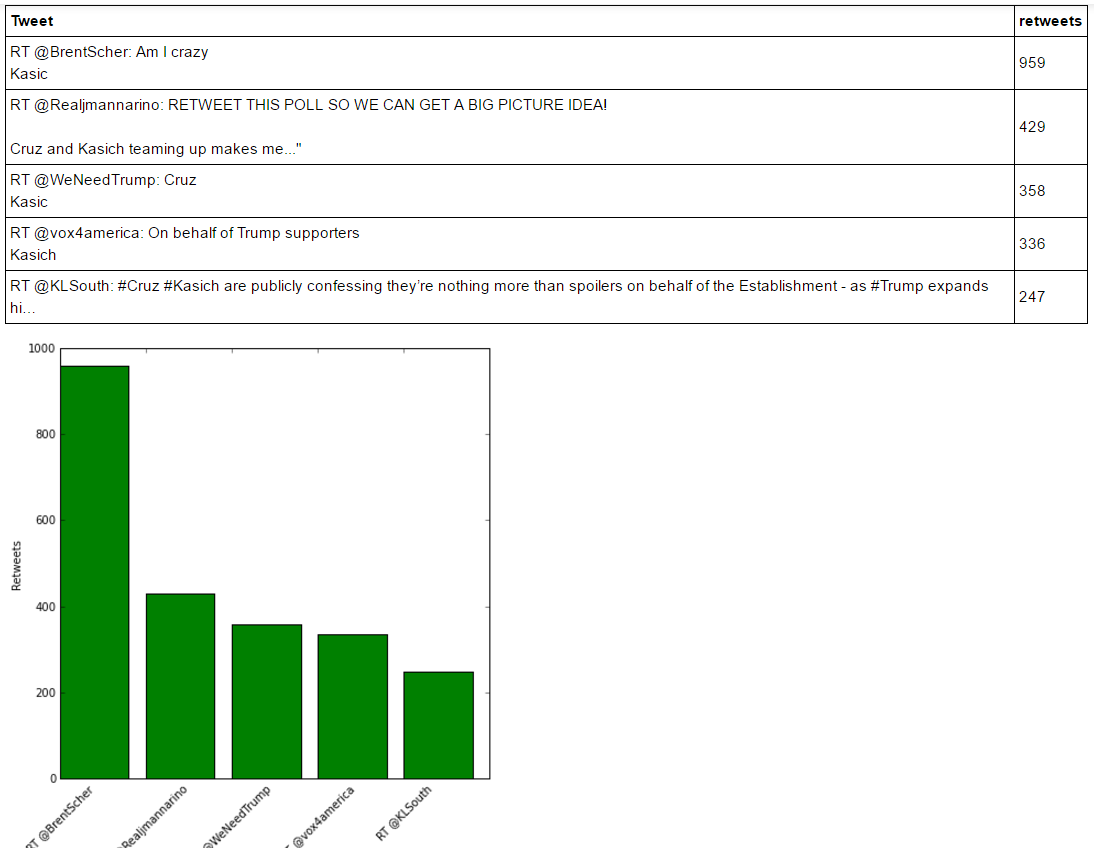 Tweet
retweets
RT @BrentScher: Am I crazy
Kasic
959
RT @Realjmannarino: RETWEET THIS POLL SO WE CAN GET A BIG PICTURE IDEA!
Cruz and Kasich teaming up makes me..."
429
RT @WeNeedTrump: Cruz
Kasic
358
RT @vox4america: On behalf of Trump supporters
Kasich
336
RT @KLSouth: #Cruz #Kasich are publicly confessing they’re nothing more than spoilers on behalf of the Establishment - as #Trump expands
hi…
247
1000
800
600
400
200
0
Retweets
RT @BrentScher
@Realjmannarino
@WeNeedTrump
@vox4america
RT @KLSouth